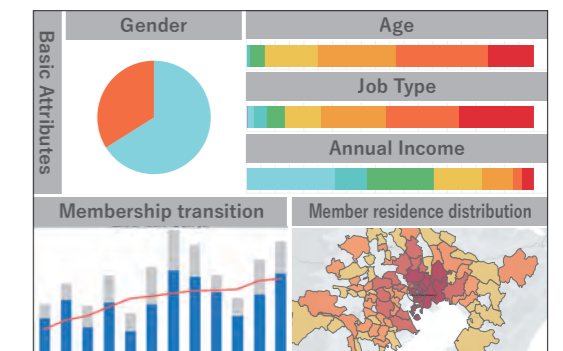 Basic Attributes
Gender
Age
Job Type
Annual Income
Membership transition
Member residence distribution